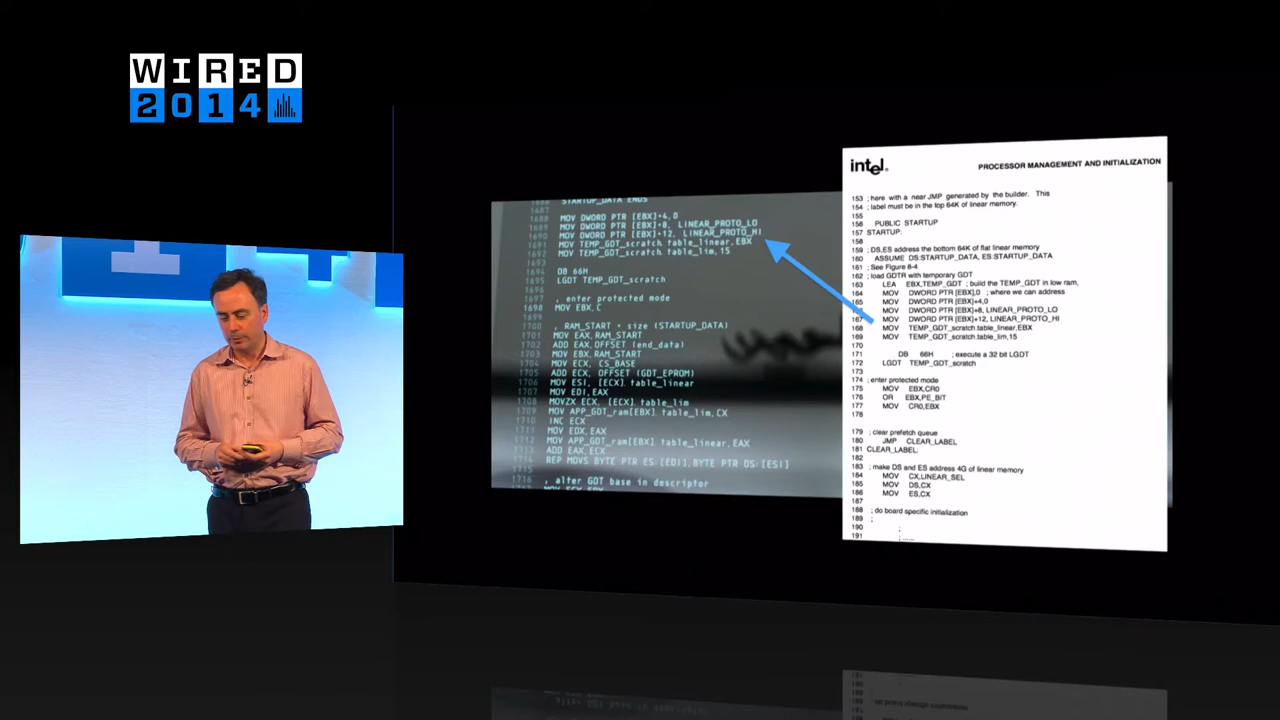 WIRED
2014
STARTUP_DATA ENDS
1687
1688 MOV DWORD PTR [EBX]+4,0
1689 MOV DWORD PTR [EBX]+8, LINEAR_PROTO_LO
1690 MOV DWORD PTR [EBX]+12, LINEAR_PROTO_HI
1691 MOV TEMP_GDT_scratch table_linear,EBX
1692 MOV TEMP_GDT_scratch table_lim,15
1693
1694 DB 66H
1695 LGDT TEMP_GDT_scratch
1696
1697 , enter protected mode
1698 MOV EBX,C
1699
1700 , RAM_START + size (STARTUP_DATA)
1701 MOV EAX, RAM_START
1702 ADD EAX, OFFSET (end_data)
1703 MOV EBX, RAM_START
1704 MOV ECX, CS_BASE
1705 ADD ECX, OFFSET (GDT_EPROM)
1706 MOV ESI, [ECX]. table_linear
1707 MOV EDI, EAX
1708 MOVZX ECX, [ECX]. table_lim
1709 MOV APP_GDT_ram[EBX]. table_lim,CX
1710 INC ECX
1711 MOV EDX, EAX
1712 MOV APP_GDT_ram[EBX]. table_linear, EAX
1713 ADD EAX, ECX
1714 REP MOVS BYTE PTR ES:[EDI],BYTE PTR DS:[ESI]
1715
1716 , alter GDT base in descriptor
intel. PROCESSOR MANAGEMENT AND INITIALIZATION
153 ; here with a near JMP generated by the builder. This
154 ; label must be in the top 64K of linear memory.
155
156 PUBLIC STARTUP
157 STARTUP:
158
159 ; DS,ES address the bottom 64K of flat linear memory
160 ASSUME DS:STARTUP_DATA, ES:STARTUP_DATA
161 ; See Figure 8-4
162 ; load GDTR with temporary GDT
163 LEA EBX,TEMP_GDT ; build the TEMP_GDT in low ram,
164 MOV DWORD PTR [EBX],0 ; where we can address
165 MOV DWORD PTR [EBX]+4,0
166 MOV DWORD PTR [EBX]+8, LINEAR_PROTO_LO
167 MOV DWORD PTR [EBX]+12, LINEAR_PROTO_HI
168 MOV TEMP_GDT_scratch.table_linear,EBX
169 MOV TEMP_GDT_scratch.table_lim,15
170
171 DB 66H ; execute a 32 bit LGDT
172 LGDT TEMP_GDT_scratch
173
174 ; enter protected mode
175 MOV EBX,CR0
176 OR EBX,PE_BIT
177 MOV CR0,EBX
178
179 ; clear prefetch queue
180 JMP CLEAR_LABEL
181 CLEAR_LABEL:
182
183 ; make DS and ES address 4G of linear memory
184 MOV CX,LINEAR_SEL
185 MOV DS,CX
186 MOV ES,CX
187
188 ; do board specific initialization
189 ;
190 ;
191 ; .....